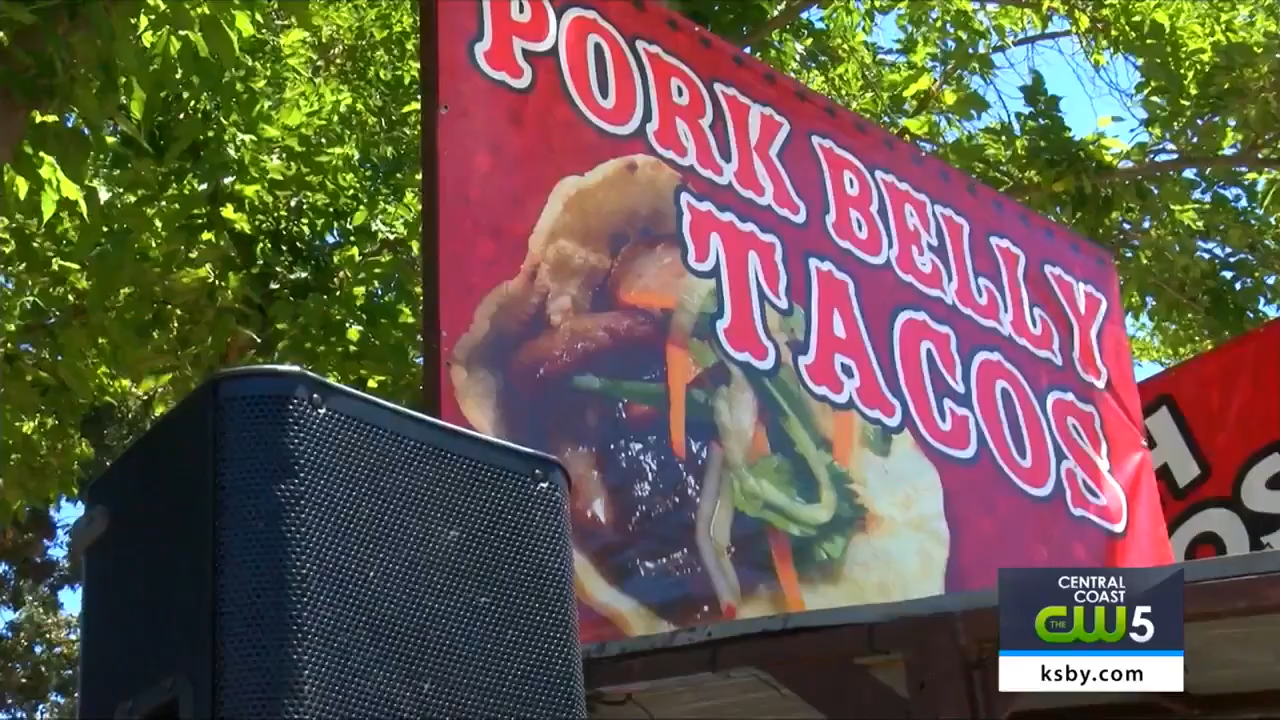 PORK BELLY
TACOS
CENTRAL
COAST
THE CW 5
ksby.com